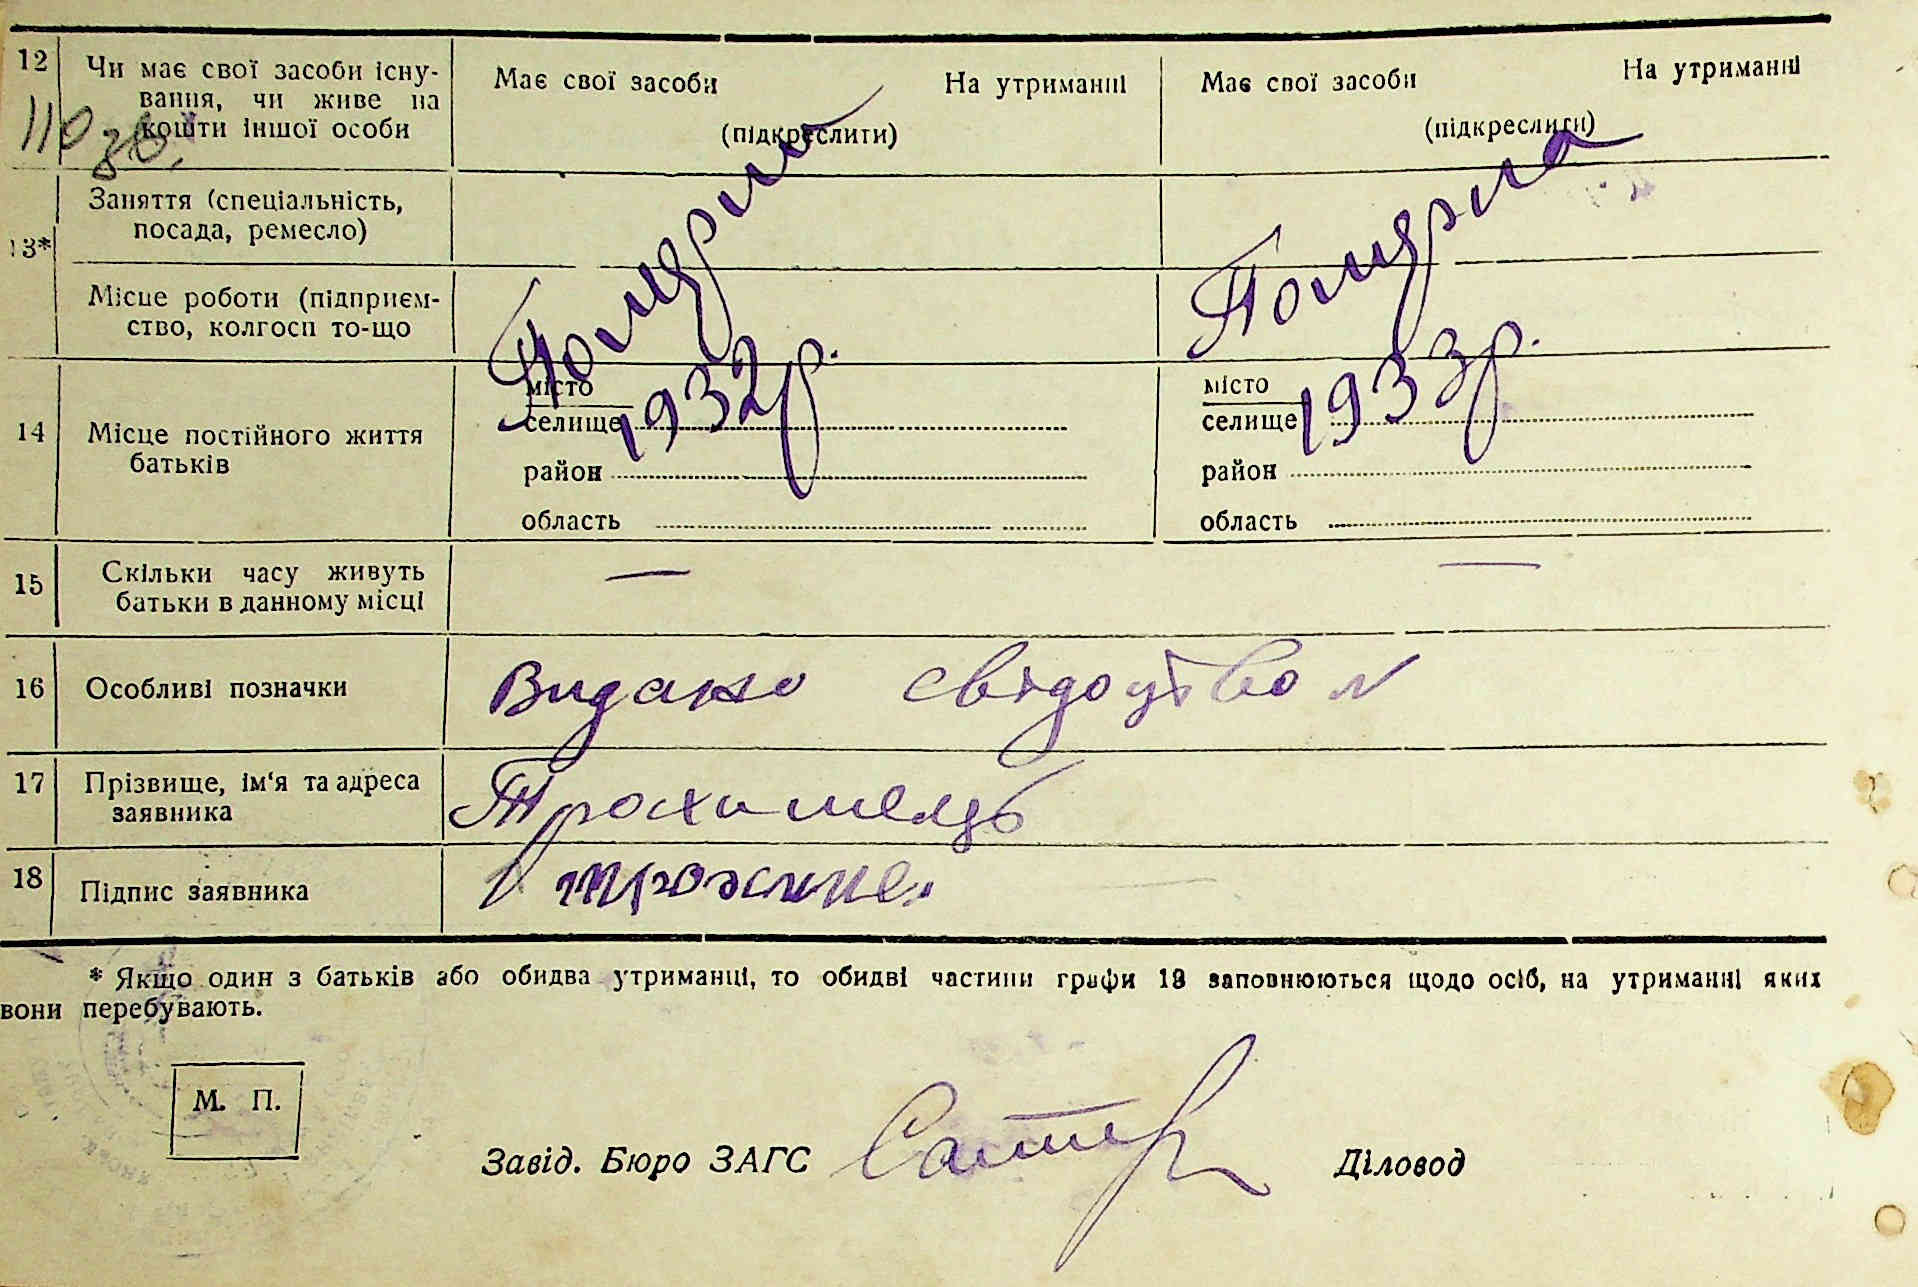 12
Чи має свої засоби існу-
вання, чи живе на
кошти іншої особи
110 зв.
Має свої засоби На утриманні
(підкреслити)
Має свої засоби На утриманні
(підкреслити)
13*
Заняття (спеціальність,
посада, ремесло)
Місце роботи (підприєм-
ство, колгосп то-що
Померла
1932 р.
Померла
1933 р.
14
Місце постійного життя
батьків
місто
селище
район
область
місто
селище
район
область
15
Скільки часу живуть
батьки в данному місці
—
—
16
Особливі позначки
Видано свідоцтво №
17
Прізвище, ім'я та адреса
заявника
Трохимець
18
Підпис заявника
* Якщо один з батьків або обидва утриманці, то обидві частини графи 13 заповнюються щодо осіб, на утриманні яких
вони перебувають.
М. П.
Завід. Бюро ЗАГС
Діловод